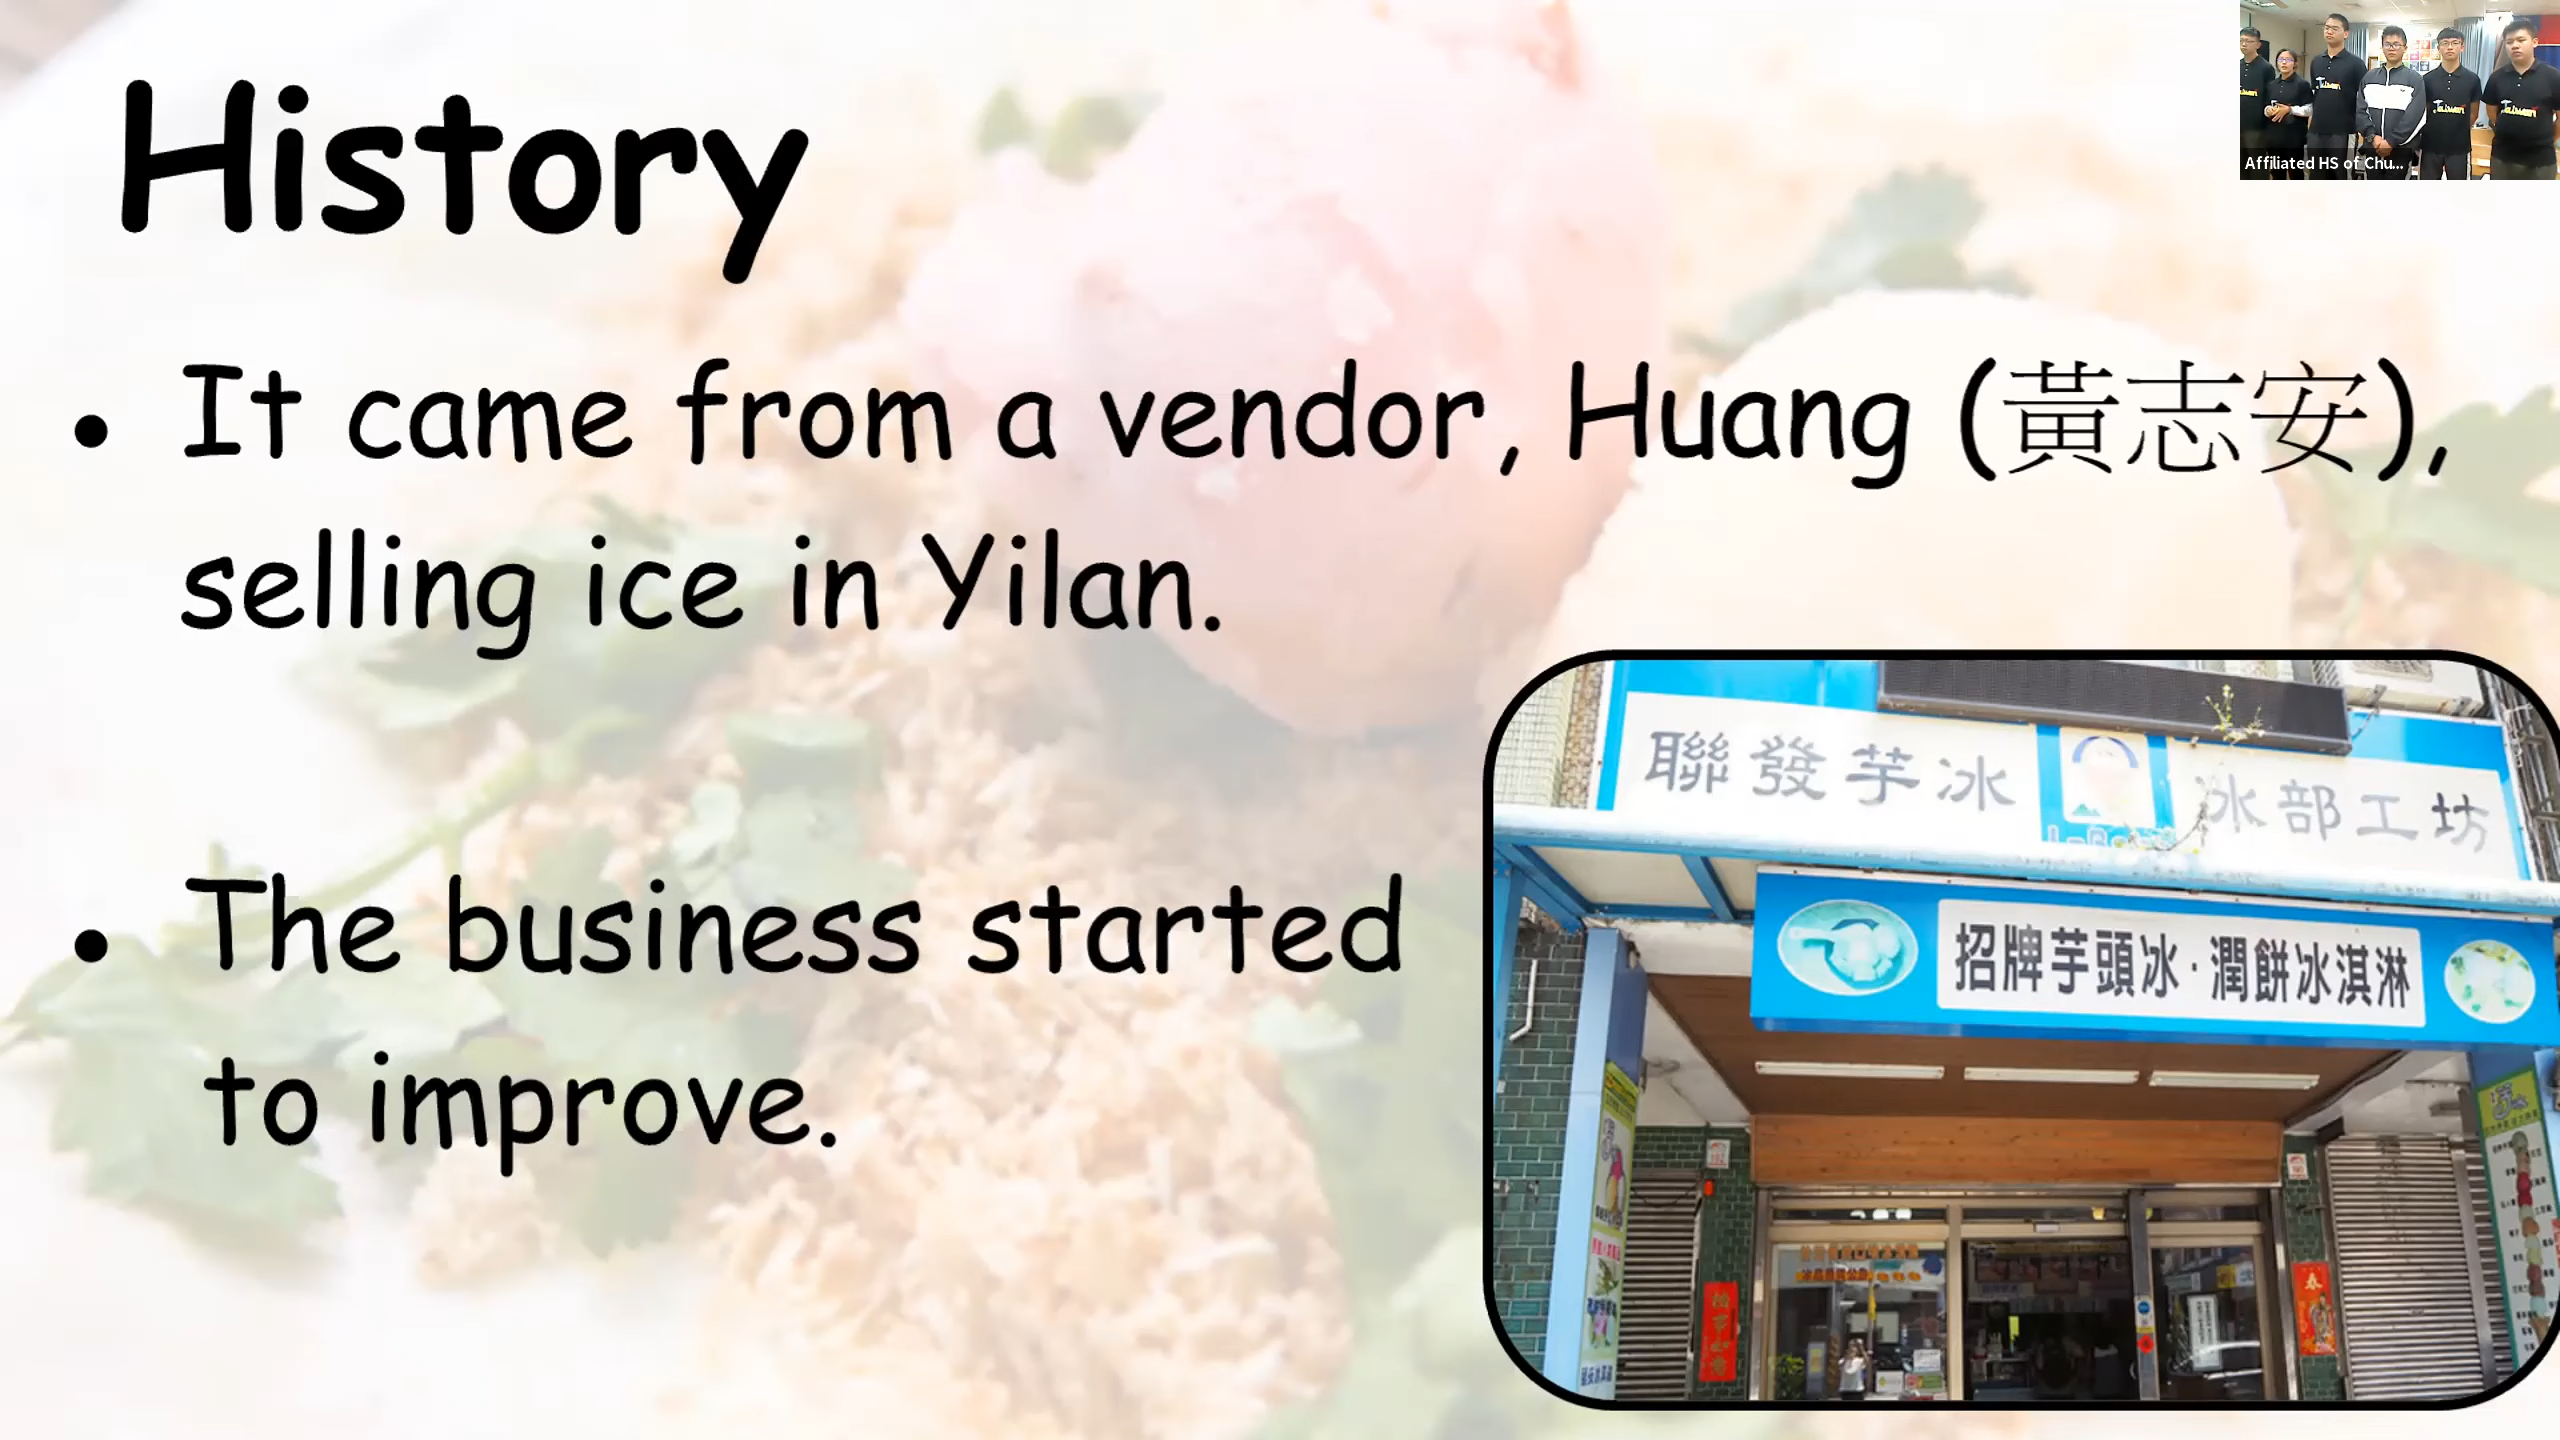 History
Affiliated HS of Chu...
• It came from a vendor, Huang (黃志安),
selling ice in Yilan.
• The business started
to improve.
聯發芋冰 冰部工坊
招牌芋頭冰·潤餅冰淇淋
春